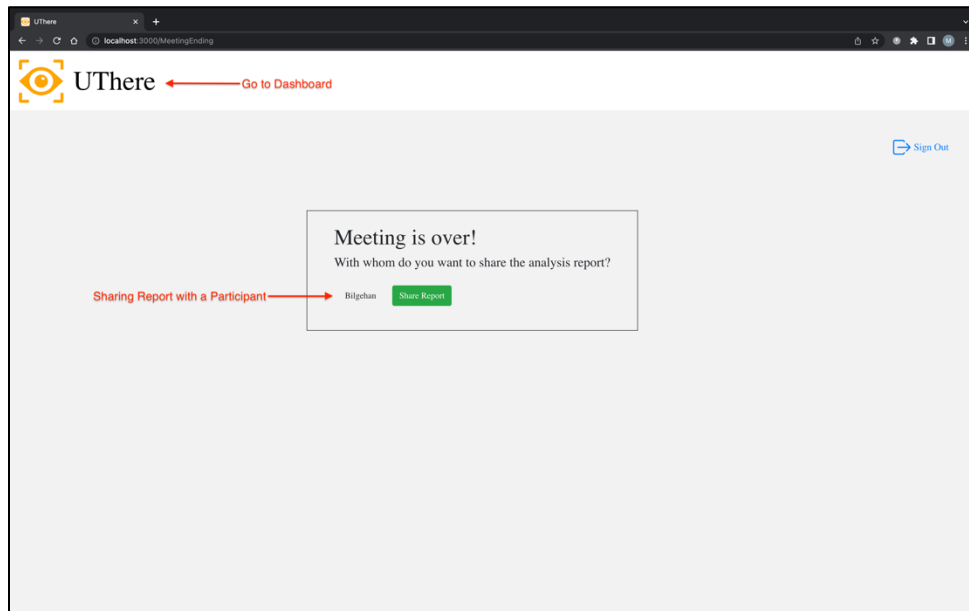 UThere
localhost:3000/MeetingEnding
M
UThere
Go to Dashboard
Sign Out
Meeting is over!
With whom do you want to share the analysis report?
Sharing Report with a Participant
Bilgehan
Share Report